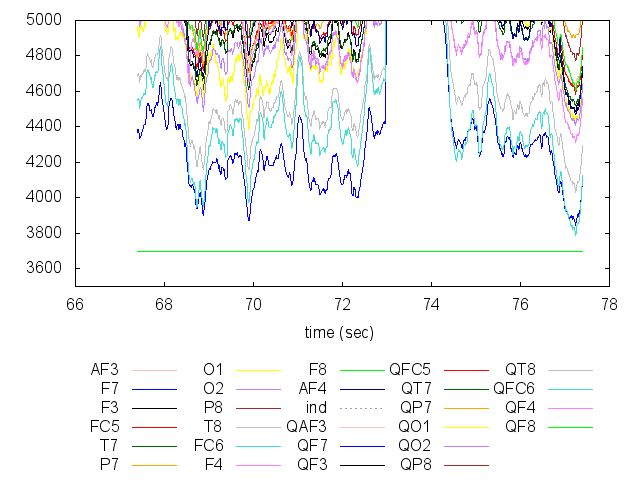 5000
4800
4600
4400
4200
4000
3800
3600
66 68 70 72 74 76 78
time (sec)
AF3 O1 F8 QFC5 QT8
F7 O2 AF4 QT7 QFC6
F3 P8 ind QP7 QF4
FC5 T8 QAF3 QO1 QF8
T7 FC6 QF7 QO2
P7 F4 QF3 QP8